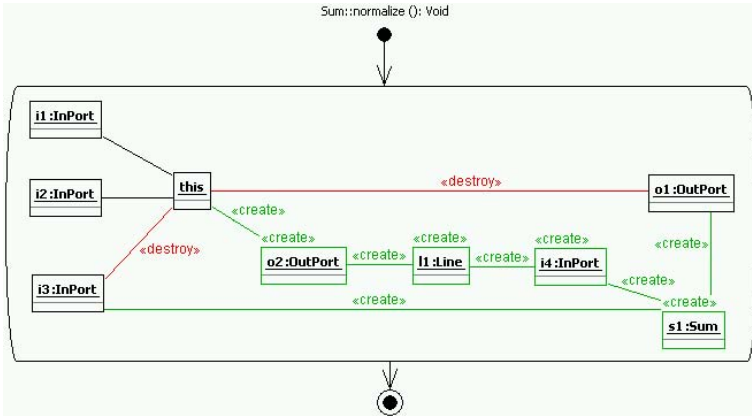 Sum::normalize (): Void
i1:InPort
i2:InPort
this
«destroy»
o1:OutPort
«create»
«destroy»
«create»
o2:OutPort
«create»
«create»
l1:Line
«create»
«create»
i4:InPort
«create»
«create»
i3:InPort
«create»
«create»
s1:Sum